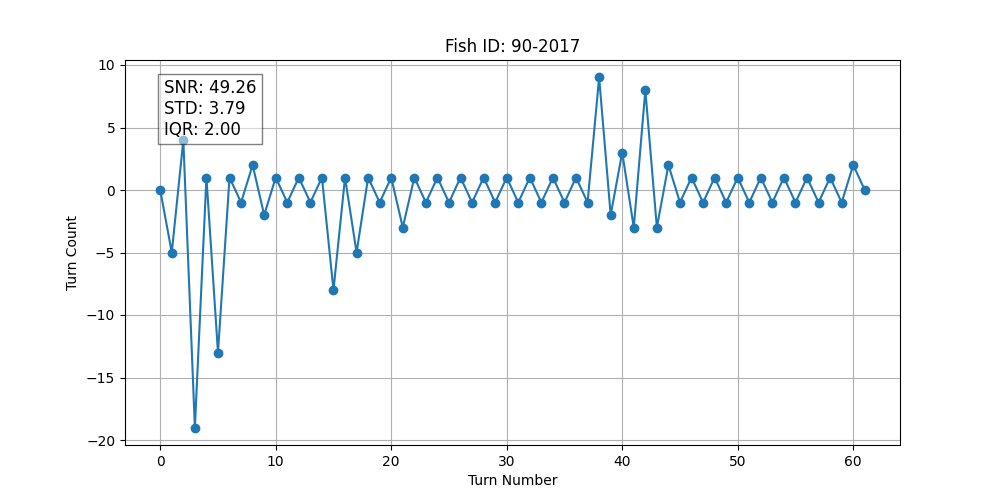 Fish ID: 90-2017
SNR: 49.26
STD: 3.79
IQR: 2.00
10
5
0
−5
−10
−15
−20
Turn Count
0 10 20 30 40 50 60
Turn Number